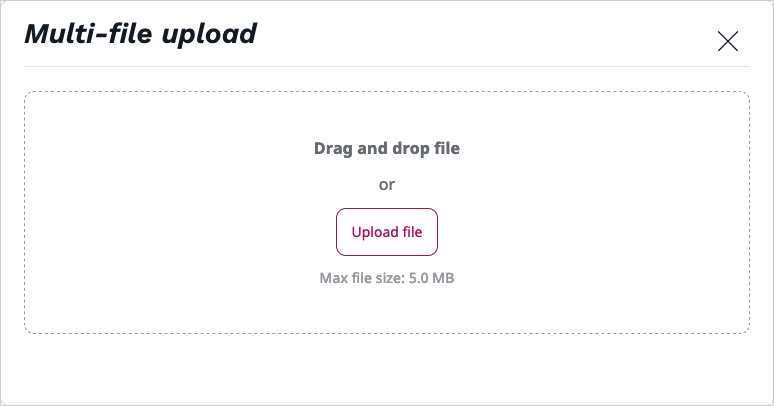 Multi-file upload
Drag and drop file
or
Upload file
Max file size: 5.0 MB